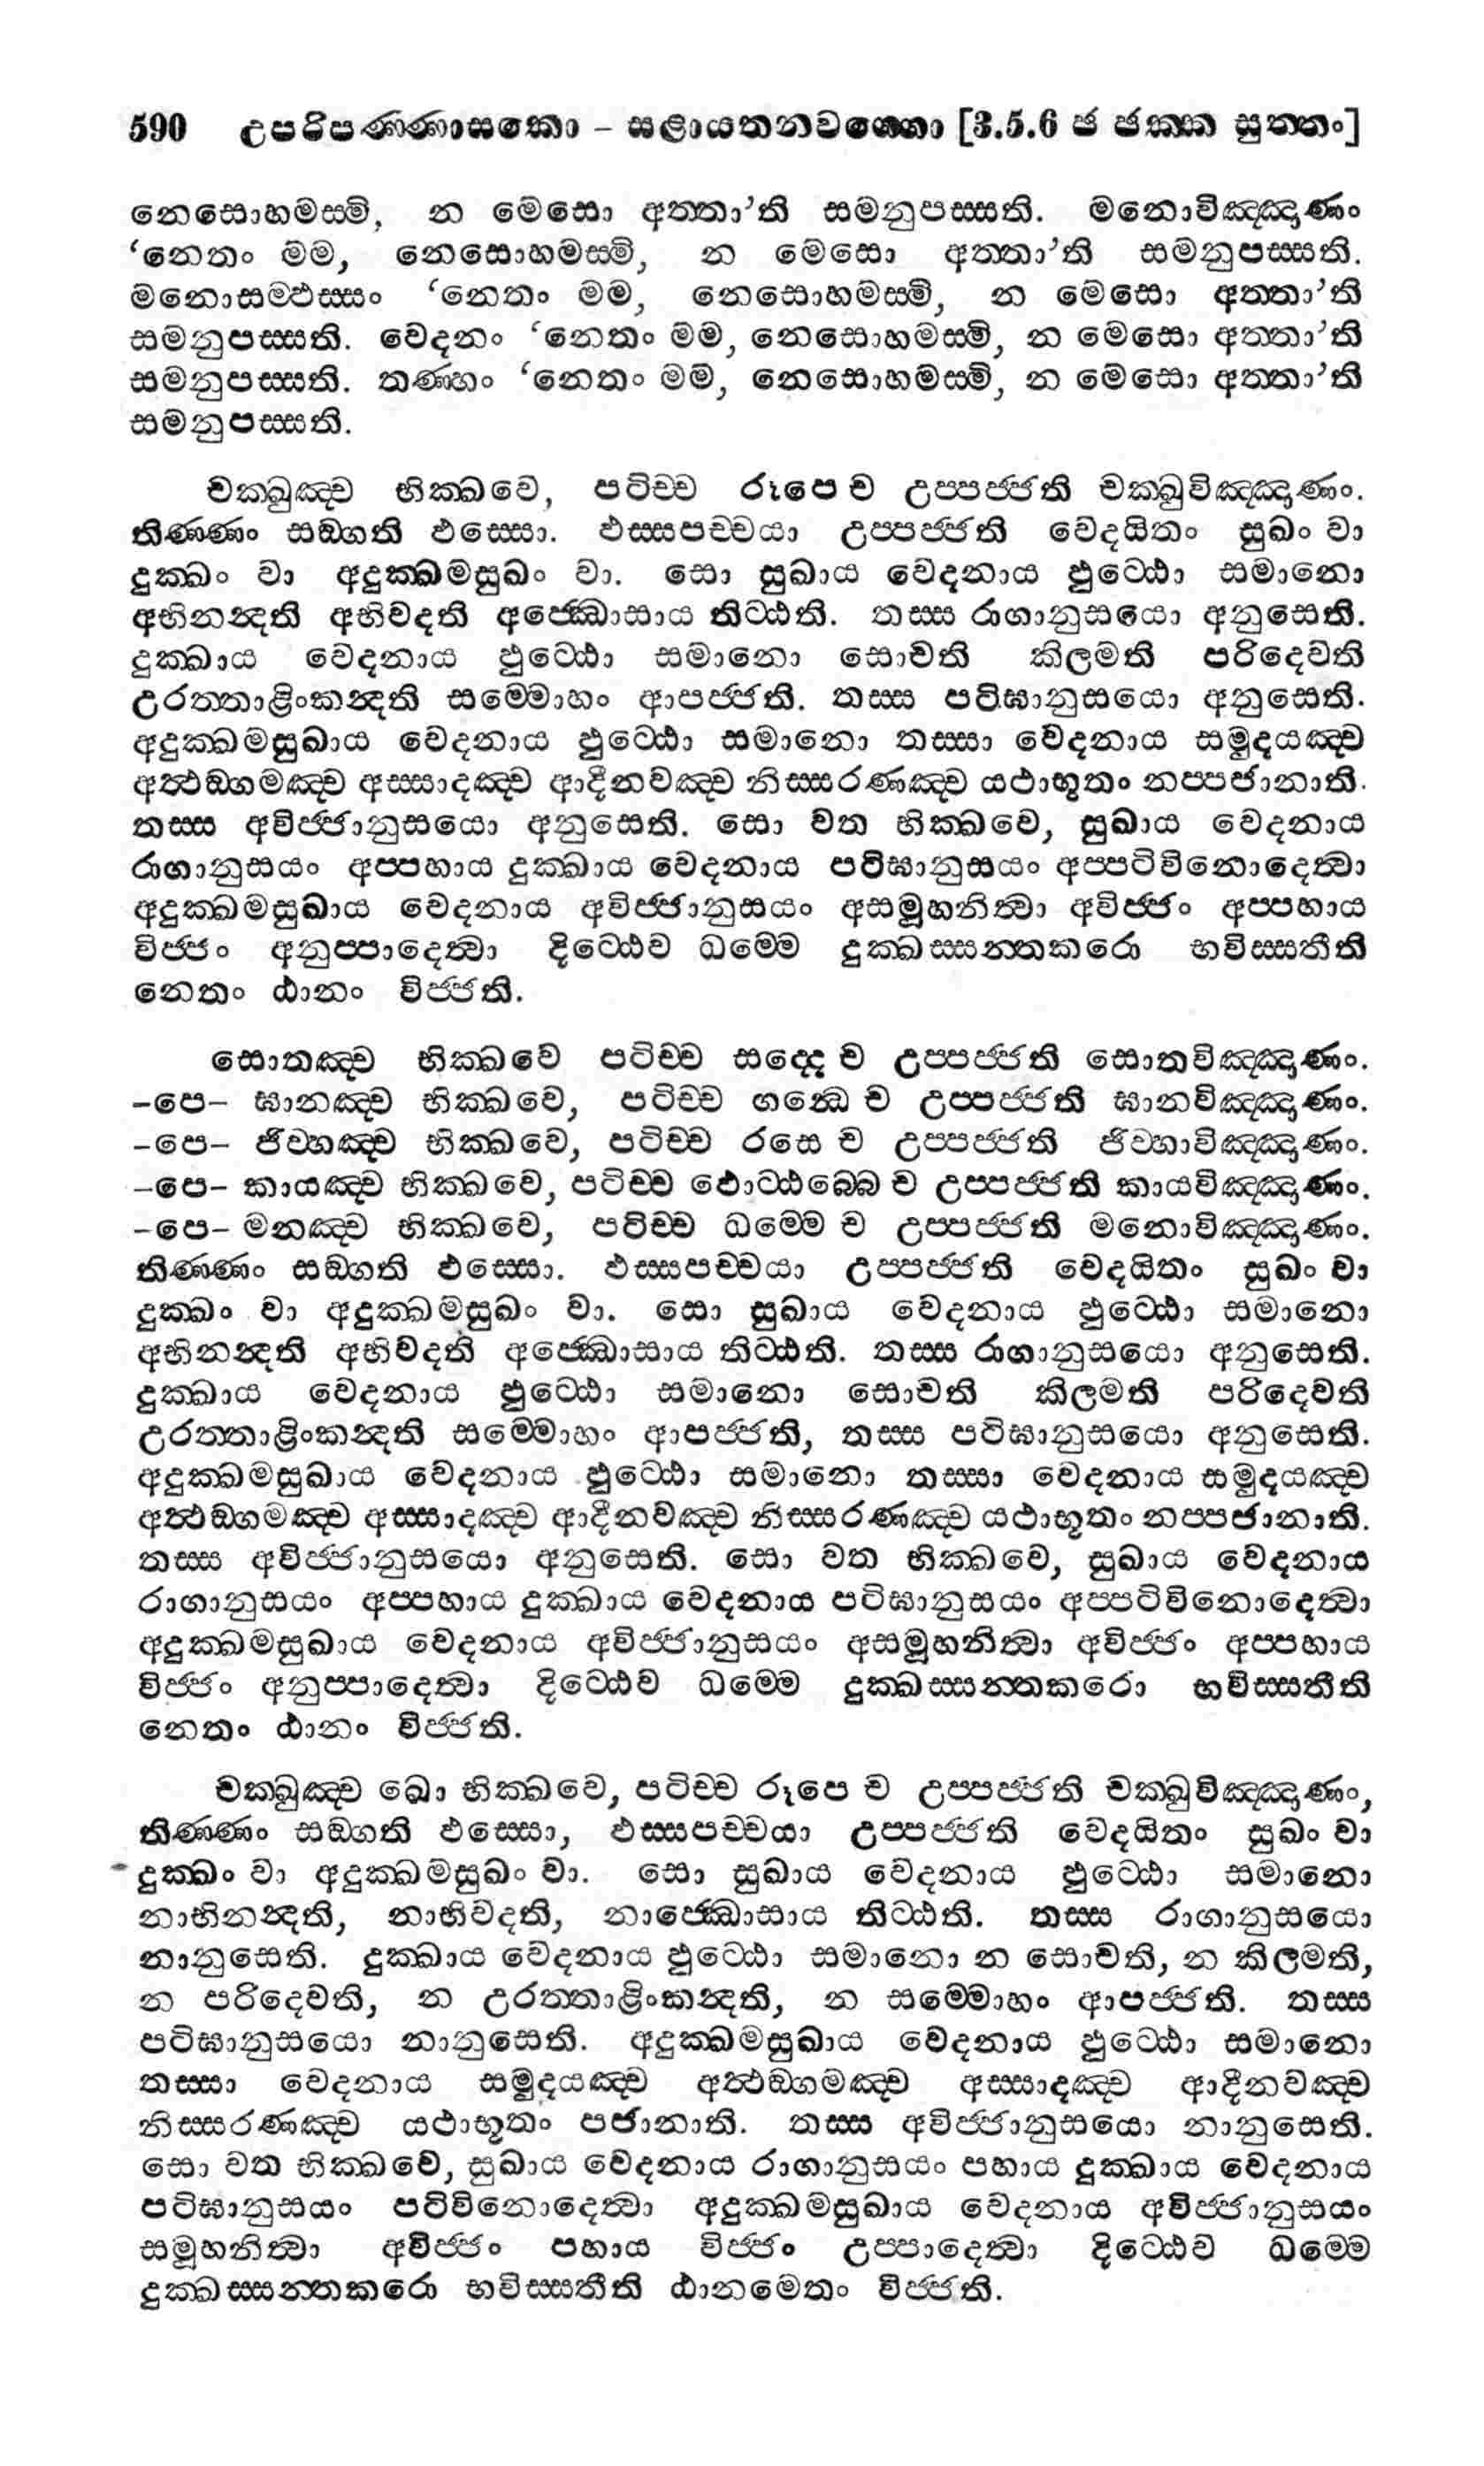 590 උපරිපණ්ණාසකො – සළායතනවග්ගො [3.5.6 ඡ ඡක්ක සුත්තං]
නෙසොහමස්මි, න මෙසො අත්තා’ති සමනුපස්සති. මනොවිඤ්ඤාණං
‘නෙතං මම, නෙසොහමස්මි, න මෙසො අත්තා’ති සමනුපස්සති.
මනොසම්ඵස්සං ‘නෙතං මම, නෙසොහමස්මි, න මෙසො අත්තා’ති
සමනුපස්සති. වෙදනං ‘නෙතං මම, නෙසොහමස්මි, න මෙසො අත්තා’ති
සමනුපස්සති. තණ්හං ‘නෙතං මම, නෙසොහමස්මි, න මෙසො අත්තා’ති
සමනුපස්සති.
චක්ඛුඤ්ච භික්ඛවෙ, පටිච්ච රූපෙ ච උප්පජ්ජති චක්ඛුවිඤ්ඤාණං.
තිණ්ණං සඞ්ගති ඵස්සො. ඵස්සපච්චයා උප්පජ්ජති වෙදයිතං සුඛං වා
දුක්ඛං වා අදුක්ඛමසුඛං වා. සො සුඛාය වෙදනාය ඵුට්ඨො සමානො
අභිනන්දති අභිවදති අජ්ඣොසාය තිට්ඨති. තස්ස රාගානුසයො අනුසෙති.
දුක්ඛාය වෙදනාය ඵුට්ඨො සමානො සොචති කිලමති පරිදෙවති
උරත්තාළිංකන්දති සම්මොහං ආපජ්ජති. තස්ස පටිඝානුසයො අනුසෙති.
අදුක්ඛමසුඛාය වෙදනාය ඵුට්ඨො සමානො තස්සා වෙදනාය සමුදයඤ්ච
අත්ථඞ්ගමඤ්ච අස්සාදඤ්ච ආදීනවඤ්ච නිස්සරණඤ්ච යථාභූතං නප්පජානාති.
තස්ස අවිජ්ජානුසයො අනුසෙති. සො වත භික්ඛවෙ, සුඛාය වෙදනාය
රාගානුසයං අප්පහාය දුක්ඛාය වෙදනාය පටිඝානුසයං අප්පටිවිනොදෙත්වා
අදුක්ඛමසුඛාය වෙදනාය අවිජ්ජානුසයං අසමූහනිත්වා අවිජ්ජං අප්පහාය
විජ්ජං අනුප්පාදෙත්වා දිට්ඨෙව ධම්මෙ දුක්ඛස්සන්තකරො භවිස්සතීති
නෙතං ඨානං විජ්ජති.
සොතඤ්ච භික්ඛවෙ පටිච්ච සද්දෙ ච උප්පජ්ජති සොතවිඤ්ඤාණං.
–පෙ– ඝානඤ්ච භික්ඛවෙ, පටිච්ච ගන්ධෙ ච උප්පජ්ජති ඝානවිඤ්ඤාණං.
–පෙ– ජිව්හඤ්ච භික්ඛවෙ, පටිච්ච රසෙ ච උප්පජ්ජති ජිව්හාවිඤ්ඤාණං.
–පෙ– කායඤ්ච භික්ඛවෙ, පටිච්ච ඵොට්ඨබ්බෙ ච උප්පජ්ජති කායවිඤ්ඤාණං.
–පෙ– මනඤ්ච භික්ඛවෙ, පටිච්ච ධම්මෙ ච උප්පජ්ජති මනොවිඤ්ඤාණං.
තිණ්ණං සඞ්ගති ඵස්සො. ඵස්සපච්චයා උප්පජ්ජති වෙදයිතං සුඛං වා
දුක්ඛං වා අදුක්ඛමසුඛං වා. සො සුඛාය වෙදනාය ඵුට්ඨො සමානො
අභිනන්දති අභිවදති අජ්ඣොසාය තිට්ඨති. තස්ස රාගානුසයො අනුසෙති.
දුක්ඛාය වෙදනාය ඵුට්ඨො සමානො සොචති කිලමති පරිදෙවති
උරත්තාළිංකන්දති සම්මොහං ආපජ්ජති, තස්ස පටිඝානුසයො අනුසෙති.
අදුක්ඛමසුඛාය වෙදනාය ඵුට්ඨො සමානො තස්සා වෙදනාය සමුදයඤ්ච
අත්ථඞ්ගමඤ්ච අස්සාදඤ්ච ආදීනවඤ්ච නිස්සරණඤ්ච යථාභූතං නප්පජානාති.
තස්ස අවිජ්ජානුසයො අනුසෙති. සො වත භික්ඛවෙ, සුඛාය වෙදනාය
රාගානුසයං අප්පහාය දුක්ඛාය වෙදනාය පටිඝානුසයං අප්පටිවිනොදෙත්වා
අදුක්ඛමසුඛාය වෙදනාය අවිජ්ජානුසයං අසමූහනිත්වා අවිජ්ජං අප්පහාය
විජ්ජං අනුප්පාදෙත්වා දිට්ඨෙව ධම්මෙ දුක්ඛස්සන්තකරො භවිස්සතීති
නෙතං ඨානං විජ්ජති.
චක්ඛුඤ්ච ඛො භික්ඛවෙ, පටිච්ච රූපෙ ච උප්පජ්ජති චක්ඛුවිඤ්ඤාණං,
තිණ්ණං සඞ්ගති ඵස්සො, ඵස්සපච්චයා උප්පජ්ජති වෙදයිතං සුඛං වා
දුක්ඛං වා අදුක්ඛමසුඛං වා. සො සුඛාය වෙදනාය ඵුට්ඨො සමානො
නාභිනන්දති, නාභිවදති, නාජ්ඣොසාය තිට්ඨති. තස්ස රාගානුසයො
නානුසෙති. දුක්ඛාය වෙදනාය ඵුට්ඨො සමානො න සොචති, න කිලමති,
න පරිදෙවති, න උරත්තාළිංකන්දති, න සම්මොහං ආපජ්ජති. තස්ස
පටිඝානුසයො නානුසෙති. අදුක්ඛමසුඛාය වෙදනාය ඵුට්ඨො සමානො
තස්සා වෙදනාය සමුදයඤ්ච අත්ථඞ්ගමඤ්ච අස්සාදඤ්ච ආදීනවඤ්ච
නිස්සරණඤ්ච යථාභූතං පජානාති. තස්ස අවිජ්ජානුසයො නානුසෙති.
සො වත භික්ඛවෙ, සුඛාය වෙදනාය රාගානුසයං පහාය දුක්ඛාය වෙදනාය
පටිඝානුසයං පටිවිනොදෙත්වා අදුක්ඛමසුඛාය වෙදනාය අවිජ්ජානුසයං
සමූහනිත්වා අවිජ්ජං පහාය විජ්ජං උප්පාදෙත්වා දිට්ඨෙව ධම්මෙ
දුක්ඛස්සන්තකරො භවිස්සතීති ඨානමෙතං විජ්ජති.